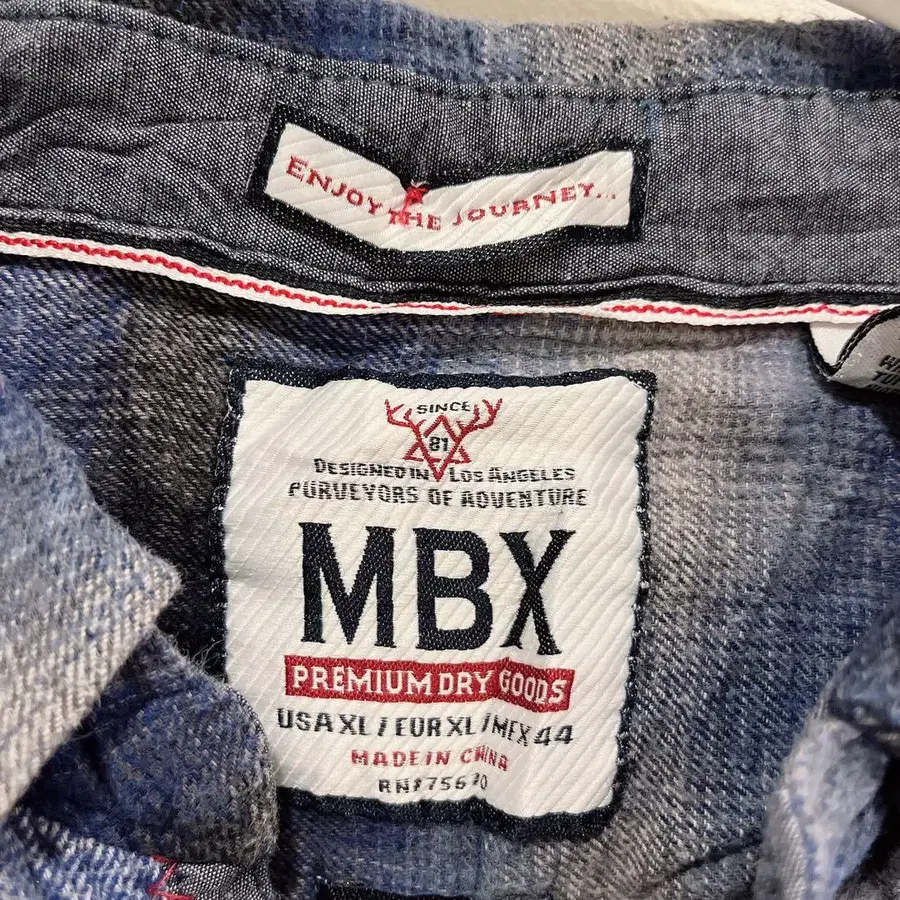 ENJOY THE JOURNEY...
SINCE
81
DESIGNED IN LOS ANGELES
PURVEYORS OF ADVENTURE
MBX
PREMIUM DRY GOODS
USA XL / EUR XL / MEX 44
MADE IN CHINA